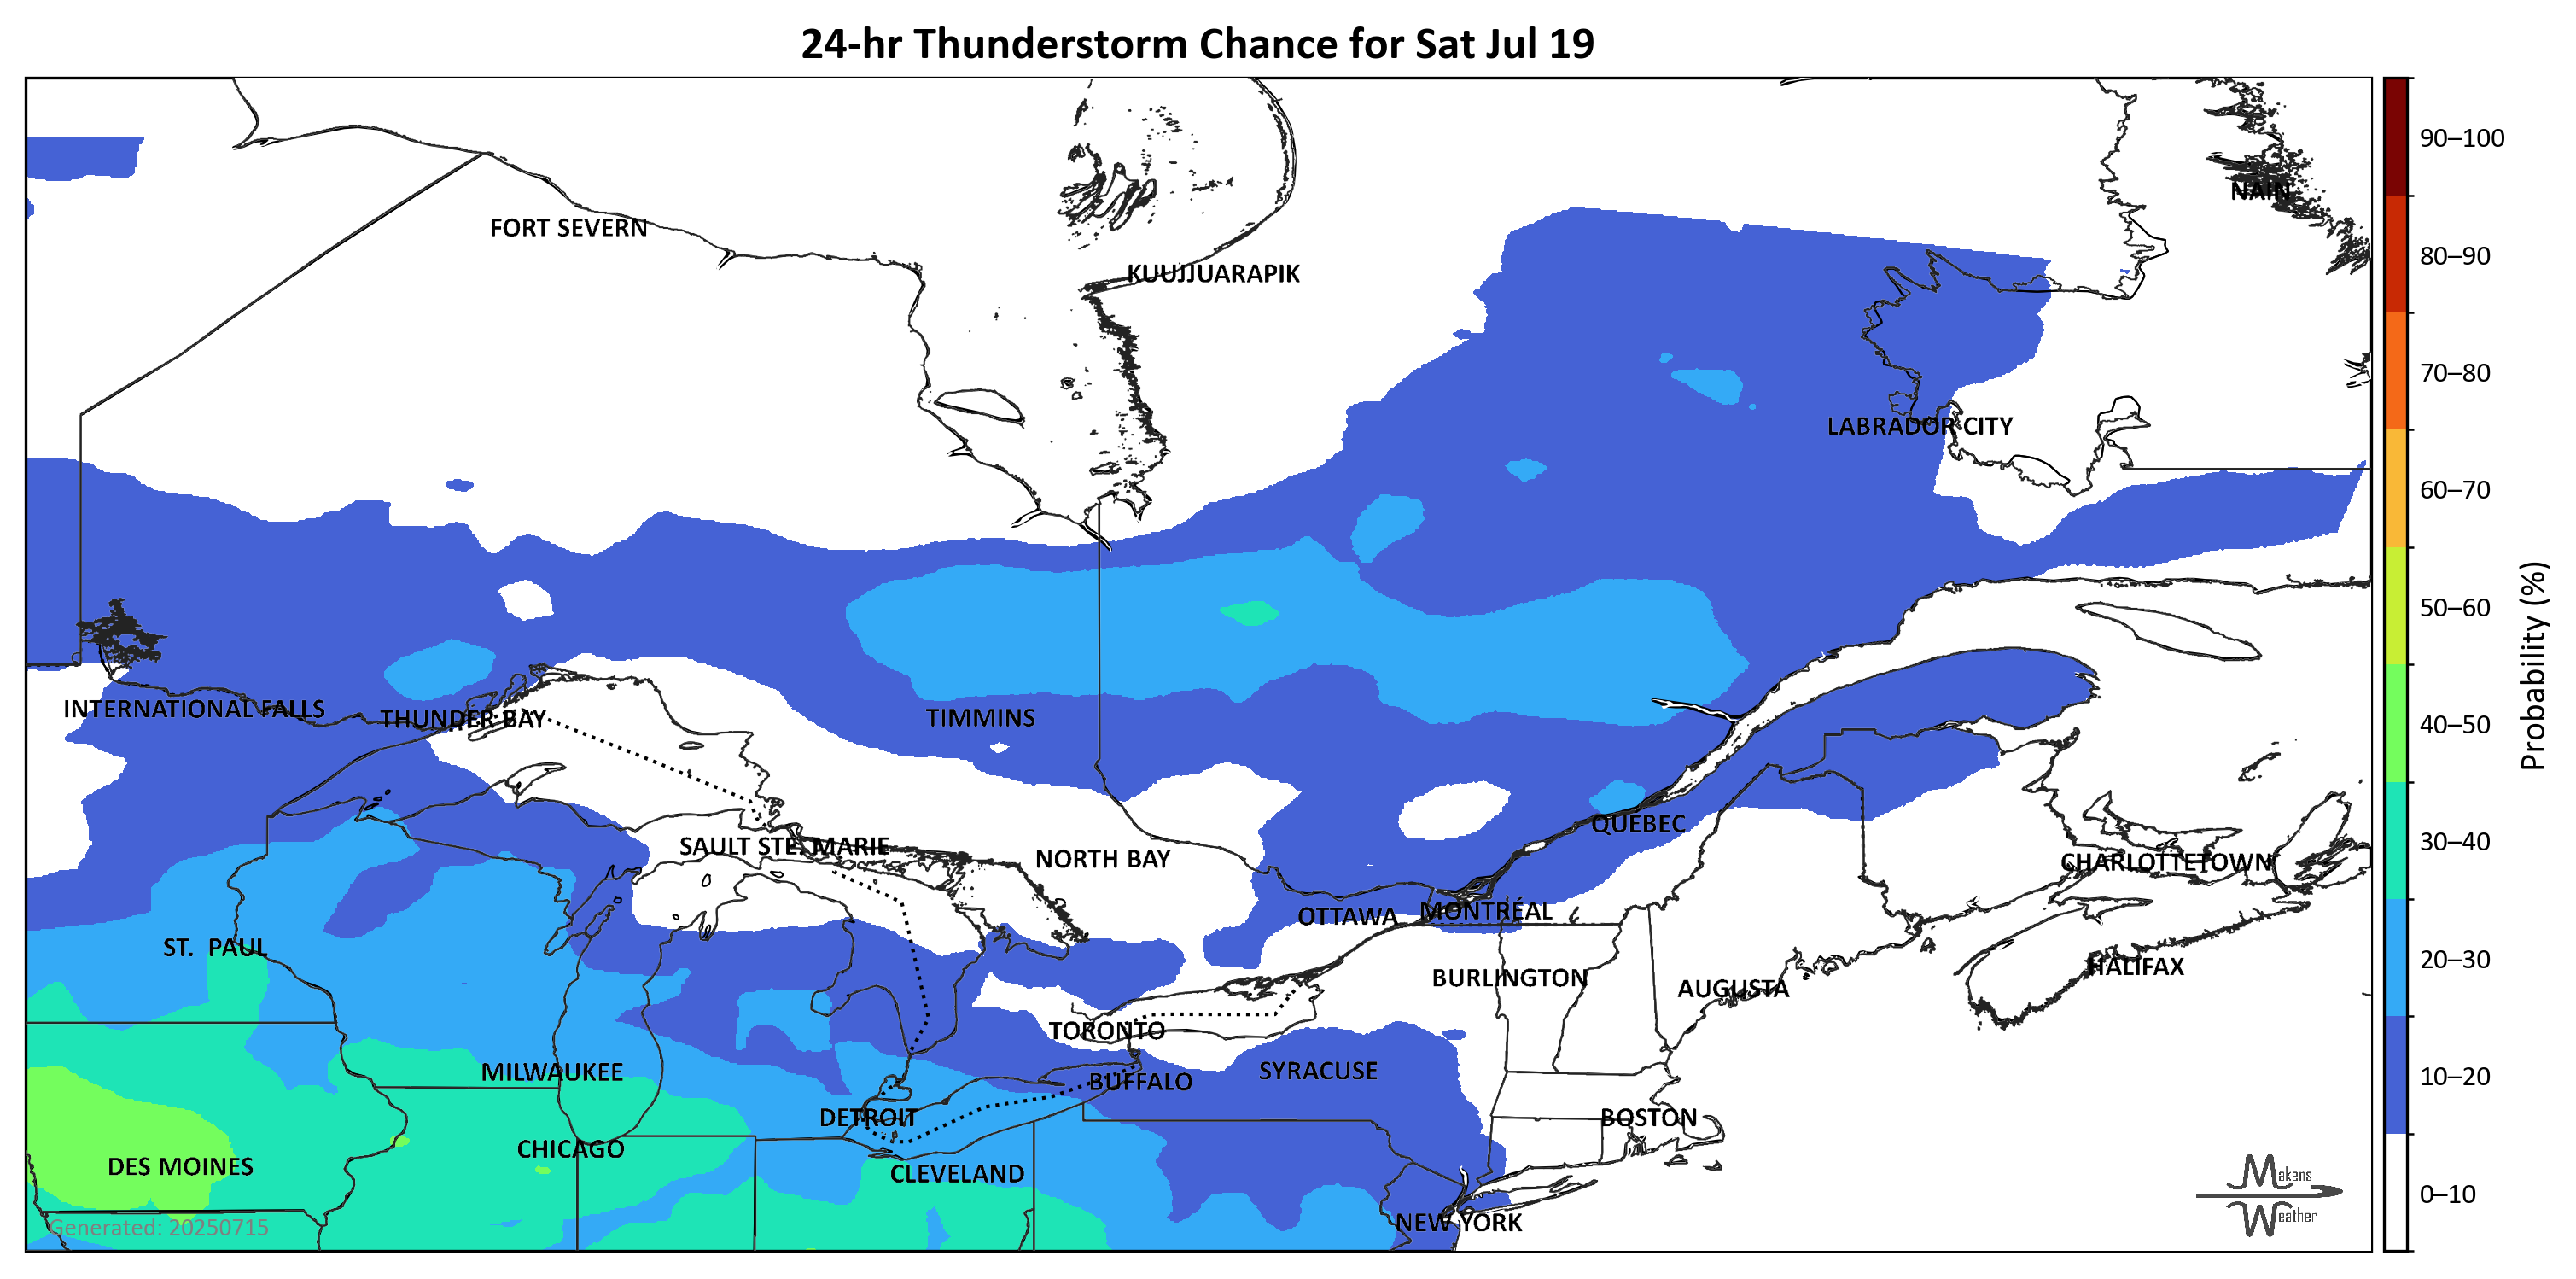 24-hr Thunderstorm Chance for Sat Jul 19
90–100
NAIN
FORT SEVERN
80–90
KUUJJUARAPIK
70–80
LABRADOR CITY
60–70
50–60
Probability (%)
INTERNATIONAL FALLS
THUNDER BAY
TIMMINS
40–50
QUEBEC
SAULT STE. MARIE
NORTH BAY
CHARLOTTETOWN
30–40
OTTAWA
MONTRÉAL
ST. PAUL
20–30
BURLINGTON
AUGUSTA
HALIFAX
TORONTO
MILWAUKEE
SYRACUSE
BUFFALO
10–20
DETROIT
BOSTON
CHICAGO
DES MOINES
CLEVELAND
Makens
Weather
0–10
NEW YORK
Generated: 20250715